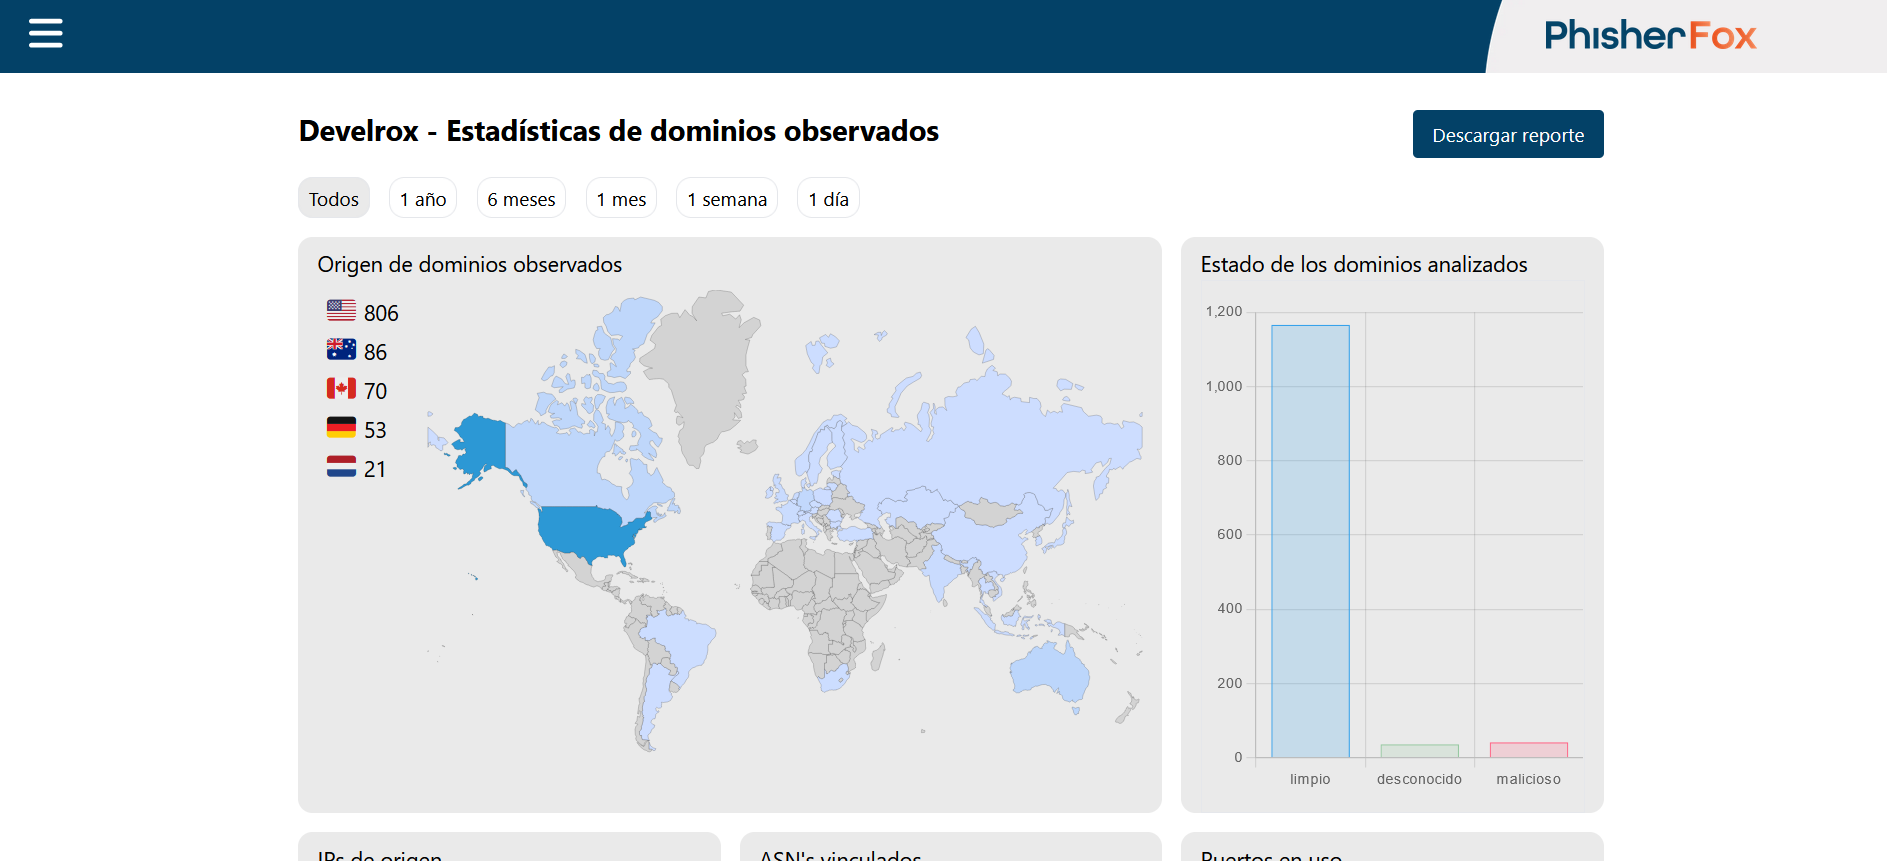 PhisherFox
Develrox - Estadísticas de dominios observados
Descargar reporte
Todos
1 año
6 meses
1 mes
1 semana
1 día
Origen de dominios observados
806
86
70
53
21
Estado de los dominios analizados
1,200
1,000
800
600
400
200
0
limpio
desconocido
malicioso
IPs de origen
ASN's vinculados
Puertos en uso